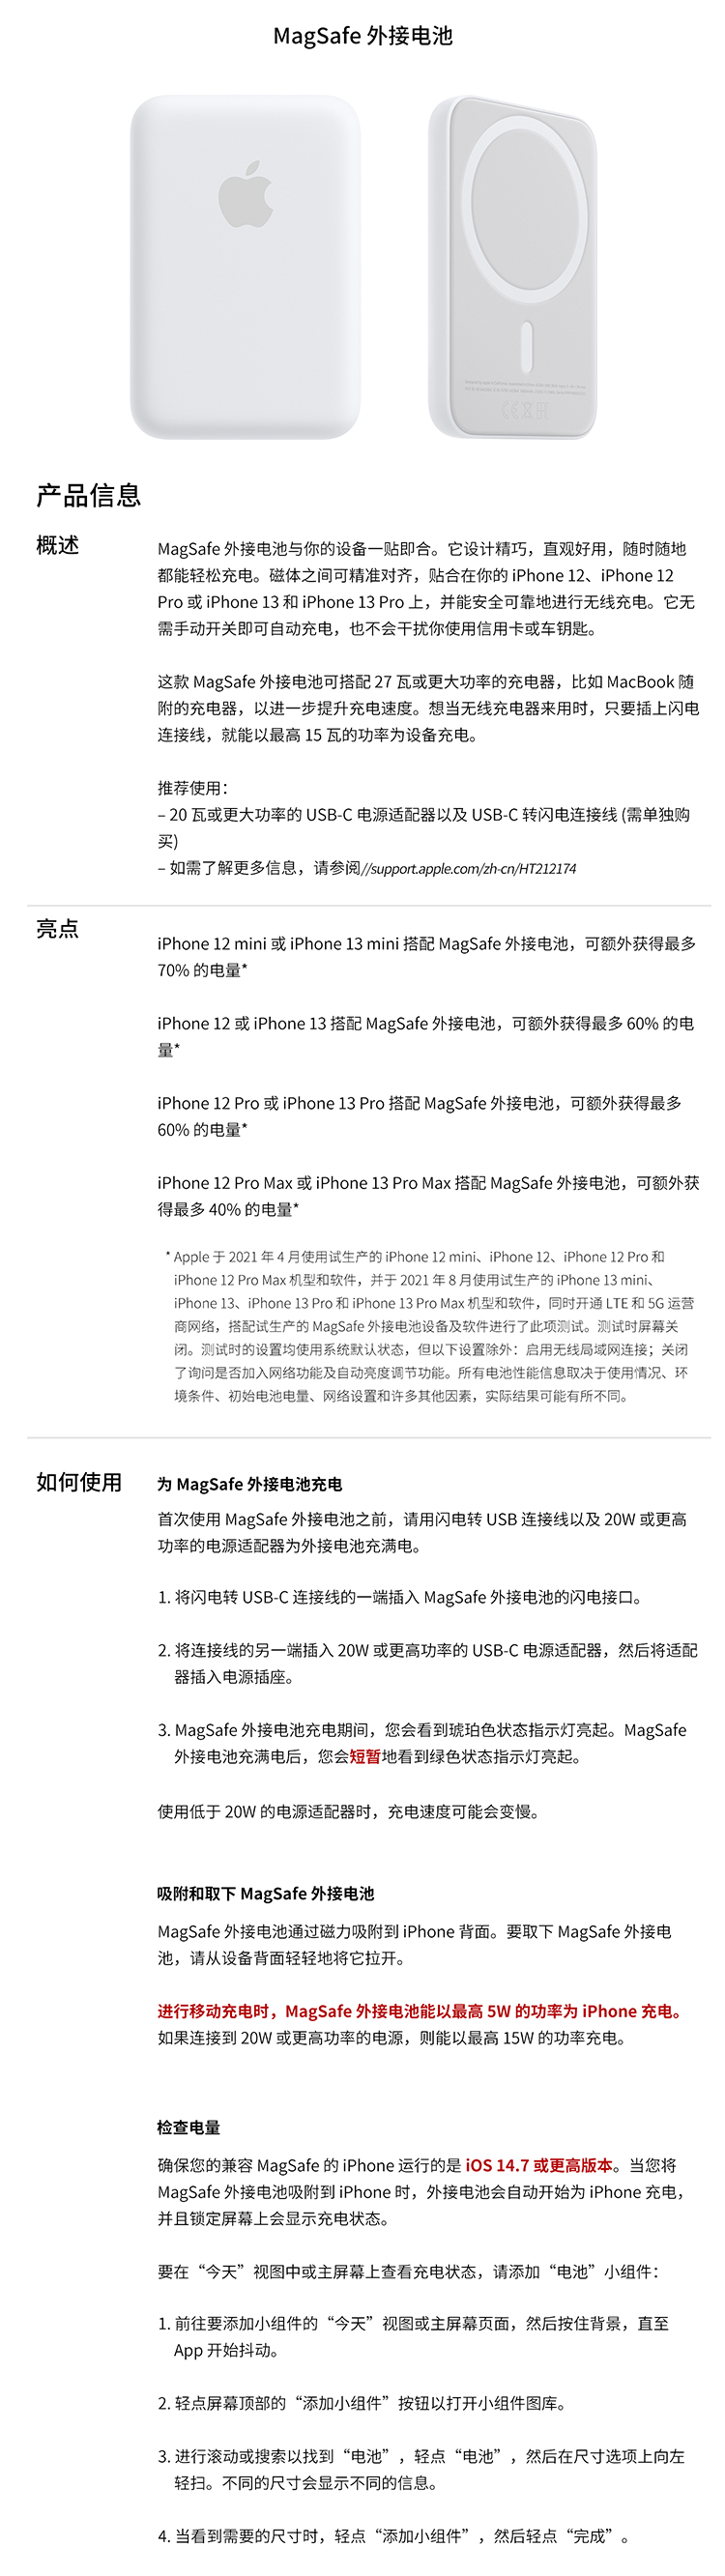 MagSafe 外接电池
产品信息
概述
MagSafe 外接电池与你的设备一贴即合。它设计精巧，直观好用，随时随地
都能轻松充电。磁体之间可精准对齐，贴合在你的 iPhone 12、iPhone 12
Pro 或 iPhone 13 和 iPhone 13 Pro 上，并能安全可靠地进行无线充电。它无
需手动开关即可自动充电，也不会干扰你使用信用卡或车钥匙。
这款 MagSafe 外接电池可搭配 27 瓦或更大功率的充电器，比如 MacBook 随
附的充电器，以进一步提升充电速度。想当无线充电器来用时，只要插上闪电
连接线，就能以最高 15 瓦的功率为设备充电。
推荐使用：
– 20 瓦或更大功率的 USB-C 电源适配器以及 USB-C 转闪电连接线 (需单独购
买)
– 如需了解更多信息，请参阅//support.apple.com/zh-cn/HT212174
亮点
iPhone 12 mini 或 iPhone 13 mini 搭配 MagSafe 外接电池，可额外获得最多
70% 的电量*
iPhone 12 或 iPhone 13 搭配 MagSafe 外接电池，可额外获得最多 60% 的电
量*
iPhone 12 Pro 或 iPhone 13 Pro 搭配 MagSafe 外接电池，可额外获得最多
60% 的电量*
iPhone 12 Pro Max 或 iPhone 13 Pro Max 搭配 MagSafe 外接电池，可额外获
得最多 40% 的电量*
* Apple 于 2021 年 4 月使用试生产的 iPhone 12 mini、iPhone 12、iPhone 12 Pro 和
iPhone 12 Pro Max 机型和软件，并于 2021 年 8 月使用试生产的 iPhone 13 mini、
iPhone 13、iPhone 13 Pro 和 iPhone 13 Pro Max 机型和软件，同时开通 LTE 和 5G 运营
商网络，搭配试生产的 MagSafe 外接电池设备及软件进行了此项测试。测试时屏幕关
闭。测试时的设置均使用系统默认状态，但以下设置除外：启用无线局域网连接；关闭
了询问是否加入网络功能及自动亮度调节功能。所有电池性能信息取决于使用情况、环
境条件、初始电池电量、网络设置和许多其他因素，实际结果可能有所不同。
如何使用
为 MagSafe 外接电池充电
首次使用 MagSafe 外接电池之前，请用闪电转 USB 连接线以及 20W 或更高
功率的电源适配器为外接电池充满电。
1. 将闪电转 USB-C 连接线的一端插入 MagSafe 外接电池的闪电接口。
2. 将连接线的另一端插入 20W 或更高功率的 USB-C 电源适配器，然后将适配
器插入电源插座。
3. MagSafe 外接电池充电期间，您会看到琥珀色状态指示灯亮起。MagSafe
外接电池充满电后，您会短暂地看到绿色状态指示灯亮起。
使用低于 20W 的电源适配器时，充电速度可能会变慢。
吸附和取下 MagSafe 外接电池
MagSafe 外接电池通过磁力吸附到 iPhone 背面。要取下 MagSafe 外接电
池，请从设备背面轻轻地将它拉开。
进行移动充电时，MagSafe 外接电池能以最高 5W 的功率为 iPhone 充电。
如果连接到 20W 或更高功率的电源，则能以最高 15W 的功率充电。
检查电量
确保您的兼容 MagSafe 的 iPhone 运行的是 iOS 14.7 或更高版本。当您将
MagSafe 外接电池吸附到 iPhone 时，外接电池会自动开始为 iPhone 充电，
并且锁定屏幕上会显示充电状态。
要在“今天”视图中或主屏幕上查看充电状态，请添加“电池”小组件：
1. 前往要添加小组件的“今天”视图或主屏幕页面，然后按住背景，直至
App 开始抖动。
2. 轻点屏幕顶部的“添加小组件”按钮以打开小组件图库。
3. 进行滚动或搜索以找到“电池”，轻点“电池”，然后在尺寸选项上向左
轻扫。不同的尺寸会显示不同的信息。
4. 当看到需要的尺寸时，轻点“添加小组件”，然后轻点“完成”。